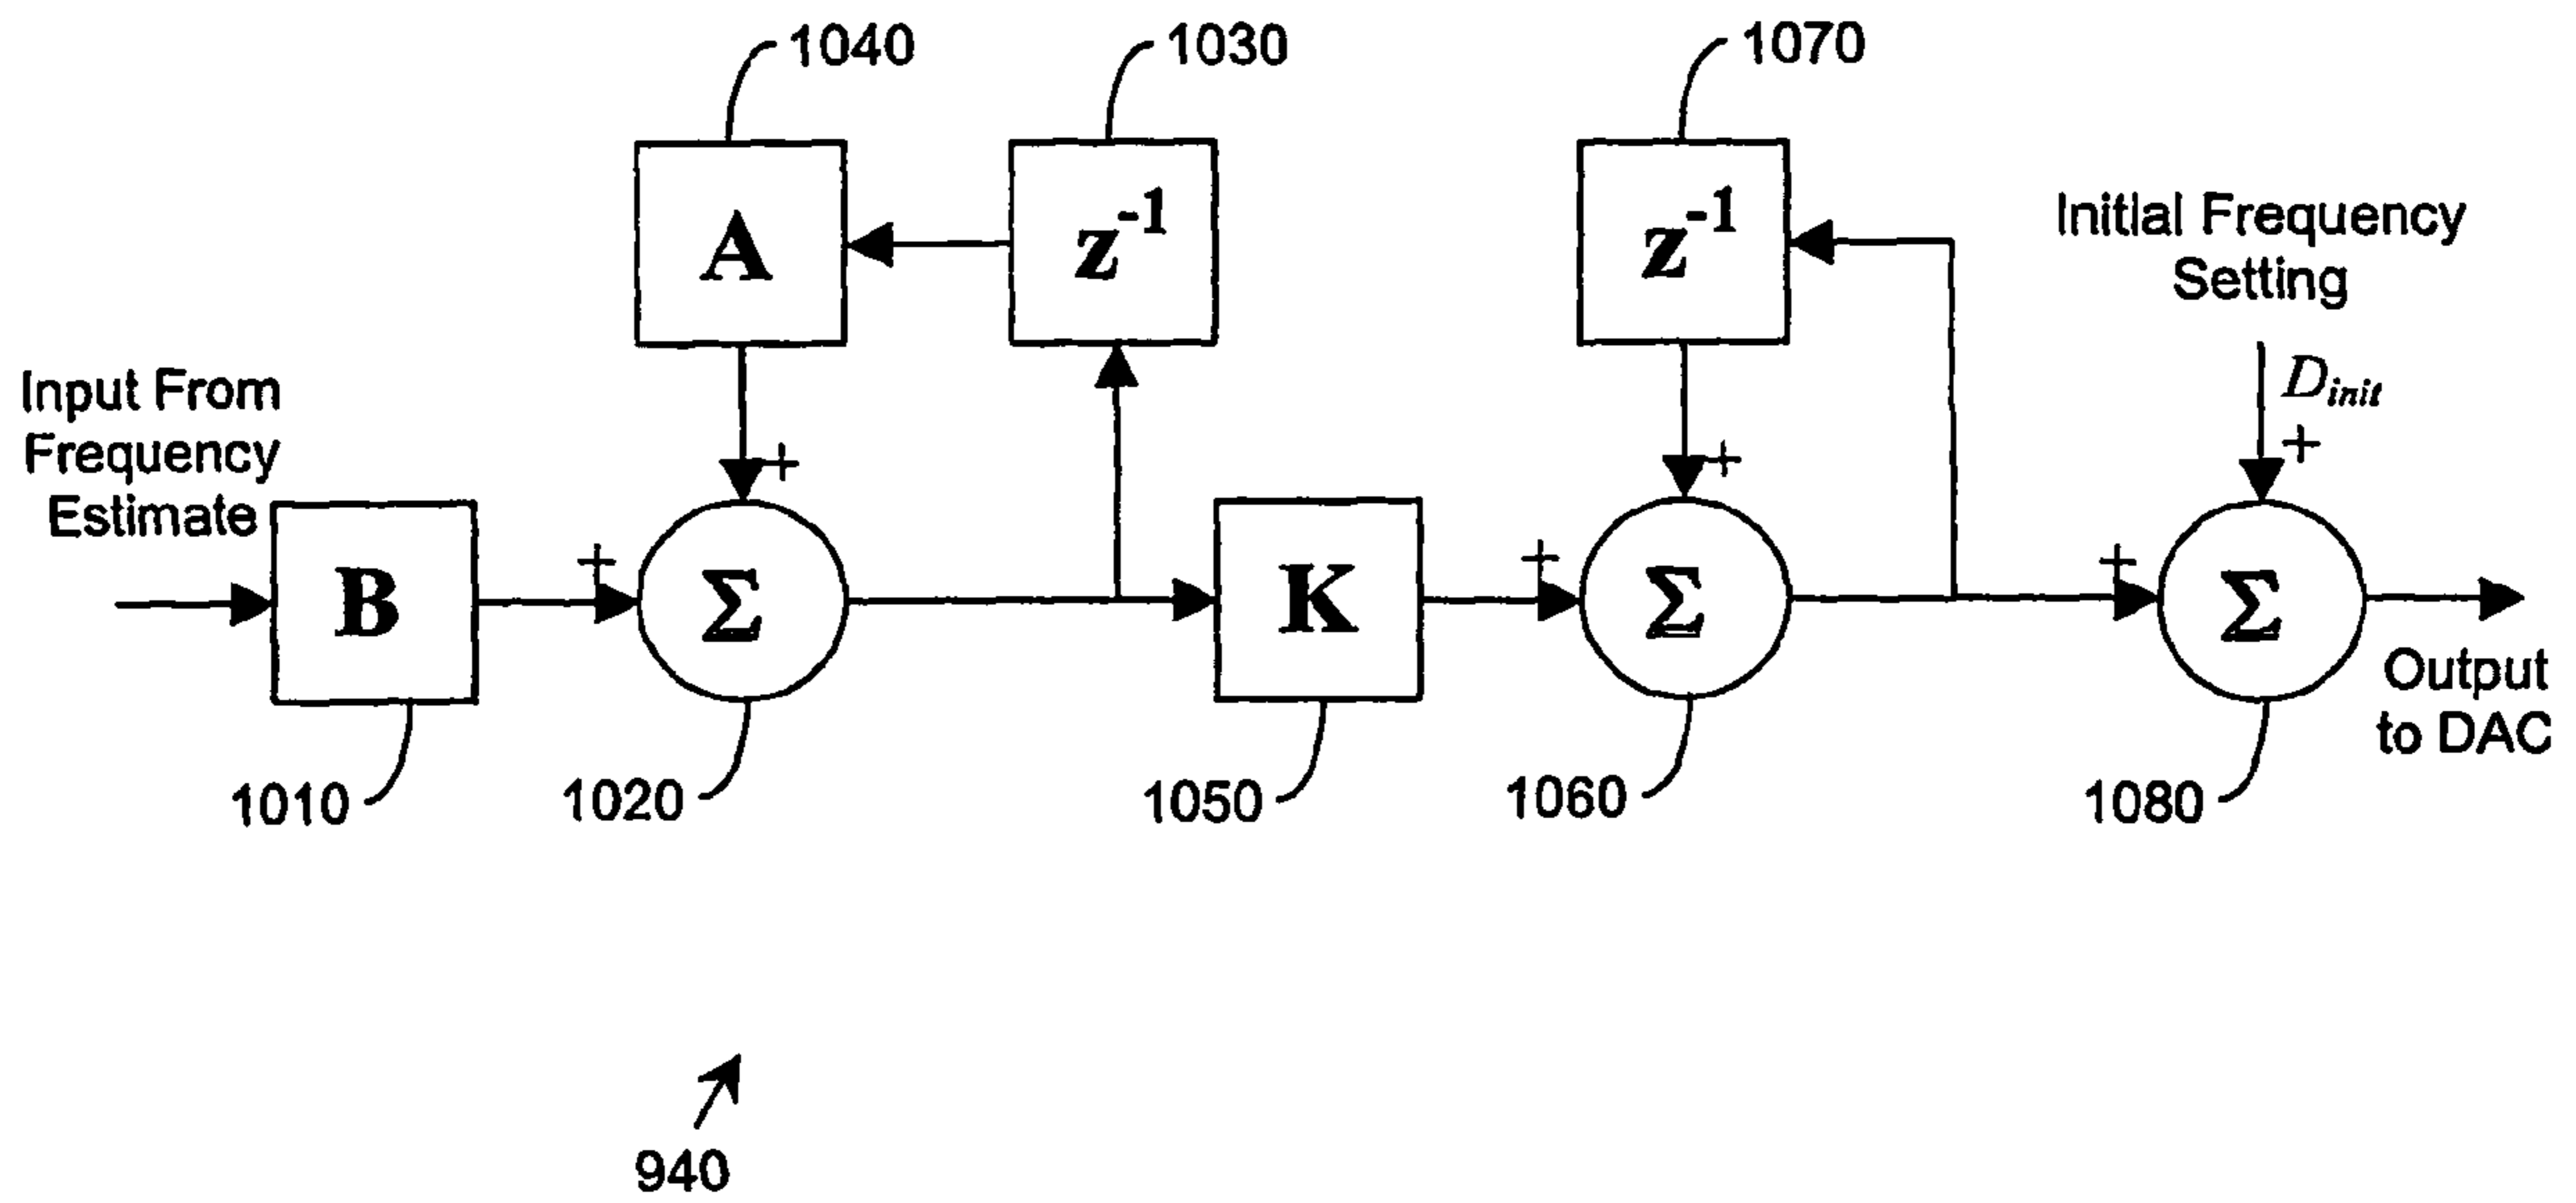 1040
1030
1070
A
z^-1
z^-1
Initial Frequency
Setting
D_init
Input From
Frequency
Estimate
+
+
+
+
+
+
B
Σ
K
Σ
Σ
Output
to DAC
1010
1020
1050
1060
1080
940